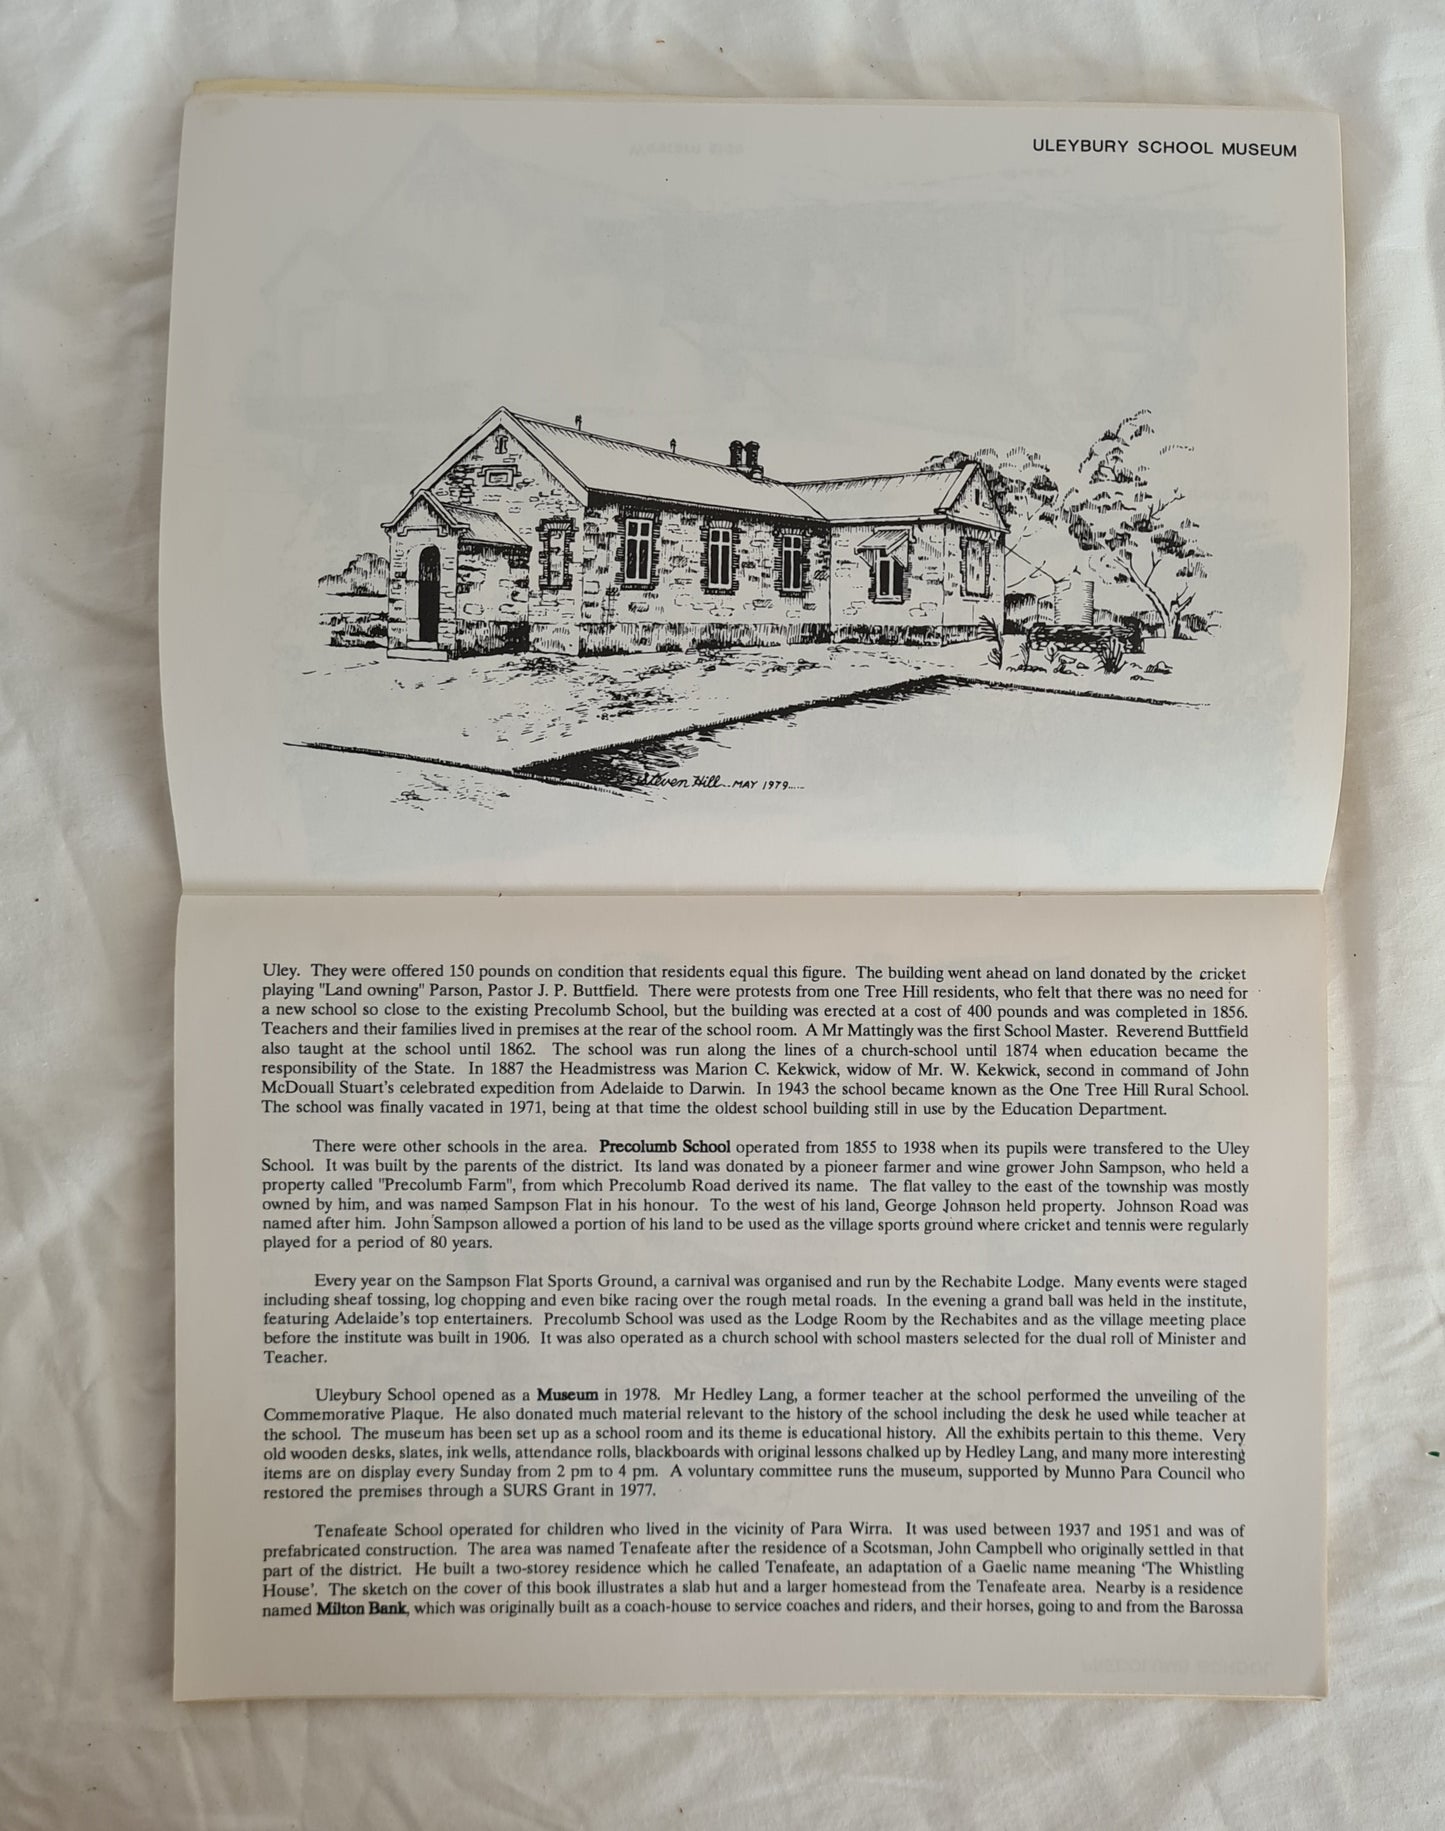 ULEYBURY SCHOOL MUSEUM
Steven Hill... MAY 1979.....
Uley. They were offered 150 pounds on condition that residents equal this figure. The building went ahead on land donated by the cricket
playing "Land owning" Parson, Pastor J. P. Buttfield. There were protests from one Tree Hill residents, who felt that there was no need for
a new school so close to the existing Precolumb School, but the building was erected at a cost of 400 pounds and was completed in 1856.
Teachers and their families lived in premises at the rear of the school room. A Mr Mattingly was the first School Master. Reverend Buttfield
also taught at the school until 1862. The school was run along the lines of a church-school until 1874 when education became the
responsibility of the State. In 1887 the Headmistress was Marion C. Kekwick, widow of Mr. W. Kekwick, second in command of John
McDouall Stuart's celebrated expedition from Adelaide to Darwin. In 1943 the school became known as the One Tree Hill Rural School.
The school was finally vacated in 1971, being at that time the oldest school building still in use by the Education Department.
There were other schools in the area. Precolumb School operated from 1855 to 1938 when its pupils were transfered to the Uley
School. It was built by the parents of the district. Its land was donated by a pioneer farmer and wine grower John Sampson, who held a
property called "Precolumb Farm", from which Precolumb Road derived its name. The flat valley to the east of the township was mostly
owned by him, and was named Sampson Flat in his honour. To the west of his land, George Johnson held property. Johnson Road was
named after him. John Sampson allowed a portion of his land to be used as the village sports ground where cricket and tennis were regularly
played for a period of 80 years.
Every year on the Sampson Flat Sports Ground, a carnival was organised and run by the Rechabite Lodge. Many events were staged
including sheaf tossing, log chopping and even bike racing over the rough metal roads. In the evening a grand ball was held in the institute,
featuring Adelaide's top entertainers. Precolumb School was used as the Lodge Room by the Rechabites and as the village meeting place
before the institute was built in 1906. It was also operated as a church school with school masters selected for the dual roll of Minister and
Teacher.
Uleybury School opened as a Museum in 1978. Mr Hedley Lang, a former teacher at the school performed the unveiling of the
Commemorative Plaque. He also donated much material relevant to the history of the school including the desk he used while teacher at
the school. The museum has been set up as a school room and its theme is educational history. All the exhibits pertain to this theme. Very
old wooden desks, slates, ink wells, attendance rolls, blackboards with original lessons chalked up by Hedley Lang, and many more interesting
items are on display every Sunday from 2 pm to 4 pm. A voluntary committee runs the museum, supported by Munno Para Council who
restored the premises through a SURS Grant in 1977.
Tenafeate School operated for children who lived in the vicinity of Para Wirra. It was used between 1937 and 1951 and was of
prefabricated construction. The area was named Tenafeate after the residence of a Scotsman, John Campbell who originally settled in that
part of the district. He built a two-storey residence which he called Tenafeate, an adaptation of a Gaelic name meaning 'The Whistling
House'. The sketch on the cover of this book illustrates a slab hut and a larger homestead from the Tenafeate area. Nearby is a residence
named Milton Bank, which was originally built as a coach-house to service coaches and riders, and their horses, going to and from the Barossa